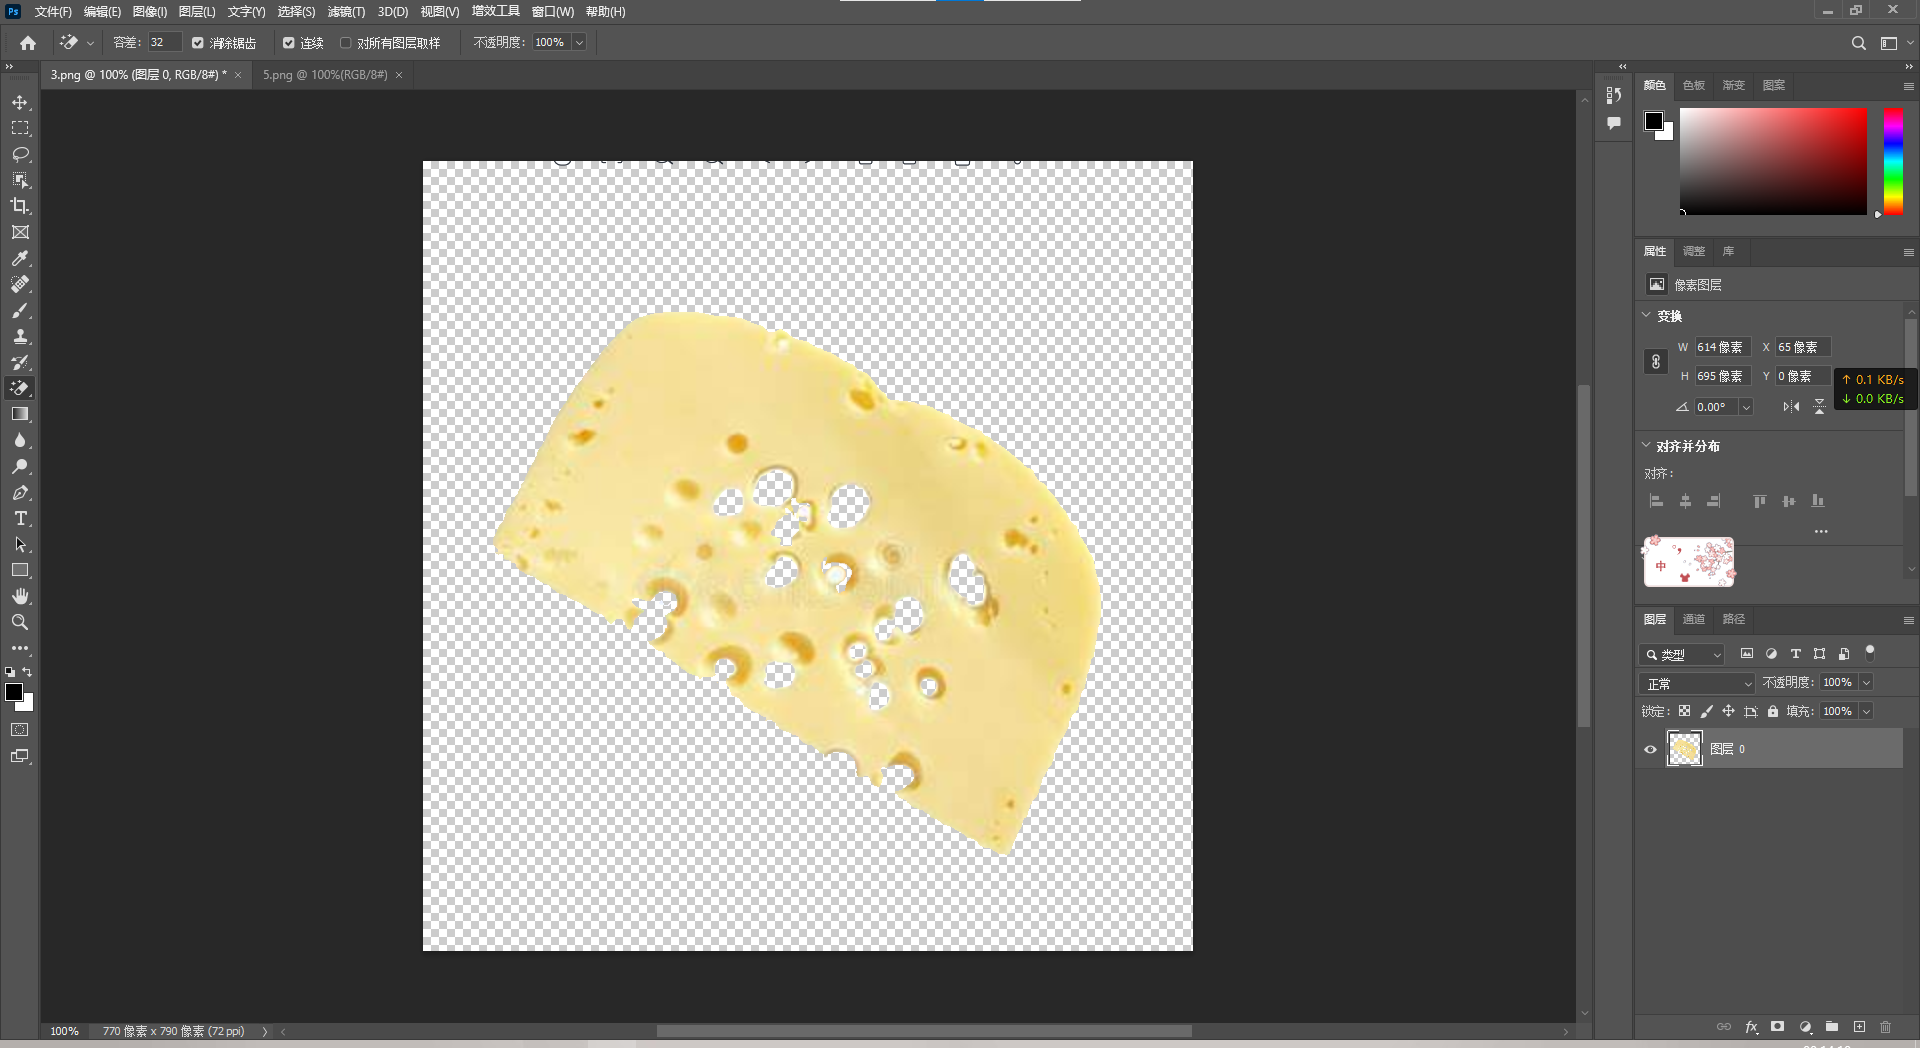 Ps 文件(F) 编辑(E) 图像(I) 图层(L) 文字(Y) 选择(S) 滤镜(T) 3D(D) 视图(V) 增效工具 窗口(W) 帮助(H)
容差: 32 消除锯齿 连续 对所有图层取样 不透明度: 100%
3.png @ 100% (图层 0, RGB/8#) * × 5.png @ 100%(RGB/8#) ×
颜色 色板 渐变 图案
属性 调整 库
像素图层
变换
W 614 像素 X 65 像素
H 695 像素 Y 0 像素
↑ 0.1 KB/s
↓ 0.0 KB/s
0.00°
对齐并分布
对齐:
中
图层 通道 路径
类型
正常 不透明度: 100%
锁定: 填充: 100%
图层 0
fx
100% 770 像素 x 790 像素 (72 ppi)